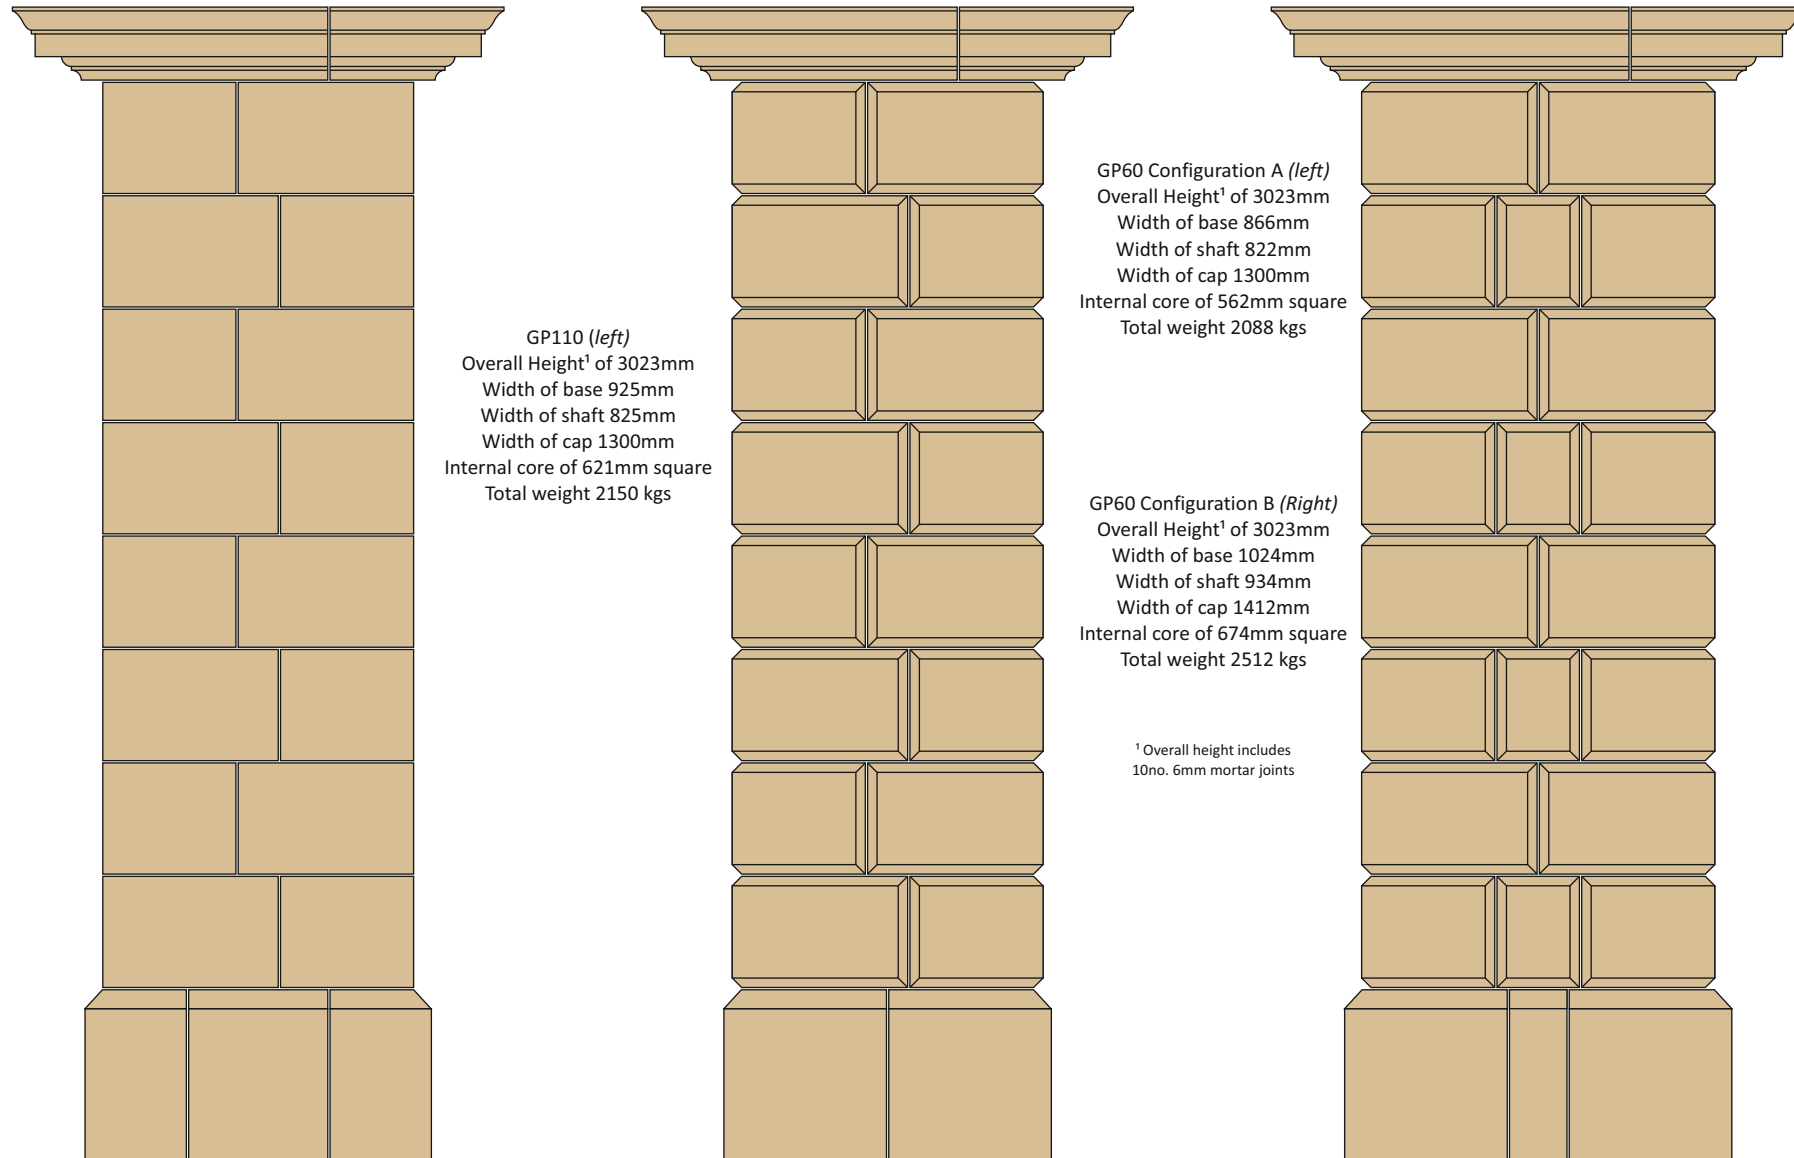 GP110 (left)
Overall Height¹ of 3023mm
Width of base 925mm
Width of shaft 825mm
Width of cap 1300mm
Internal core of 621mm square
Total weight 2150 kgs
GP60 Configuration A (left)
Overall Height¹ of 3023mm
Width of base 866mm
Width of shaft 822mm
Width of cap 1300mm
Internal core of 562mm square
Total weight 2088 kgs
GP60 Configuration B (Right)
Overall Height¹ of 3023mm
Width of base 1024mm
Width of shaft 934mm
Width of cap 1412mm
Internal core of 674mm square
Total weight 2512 kgs
¹ Overall height includes
10no. 6mm mortar joints